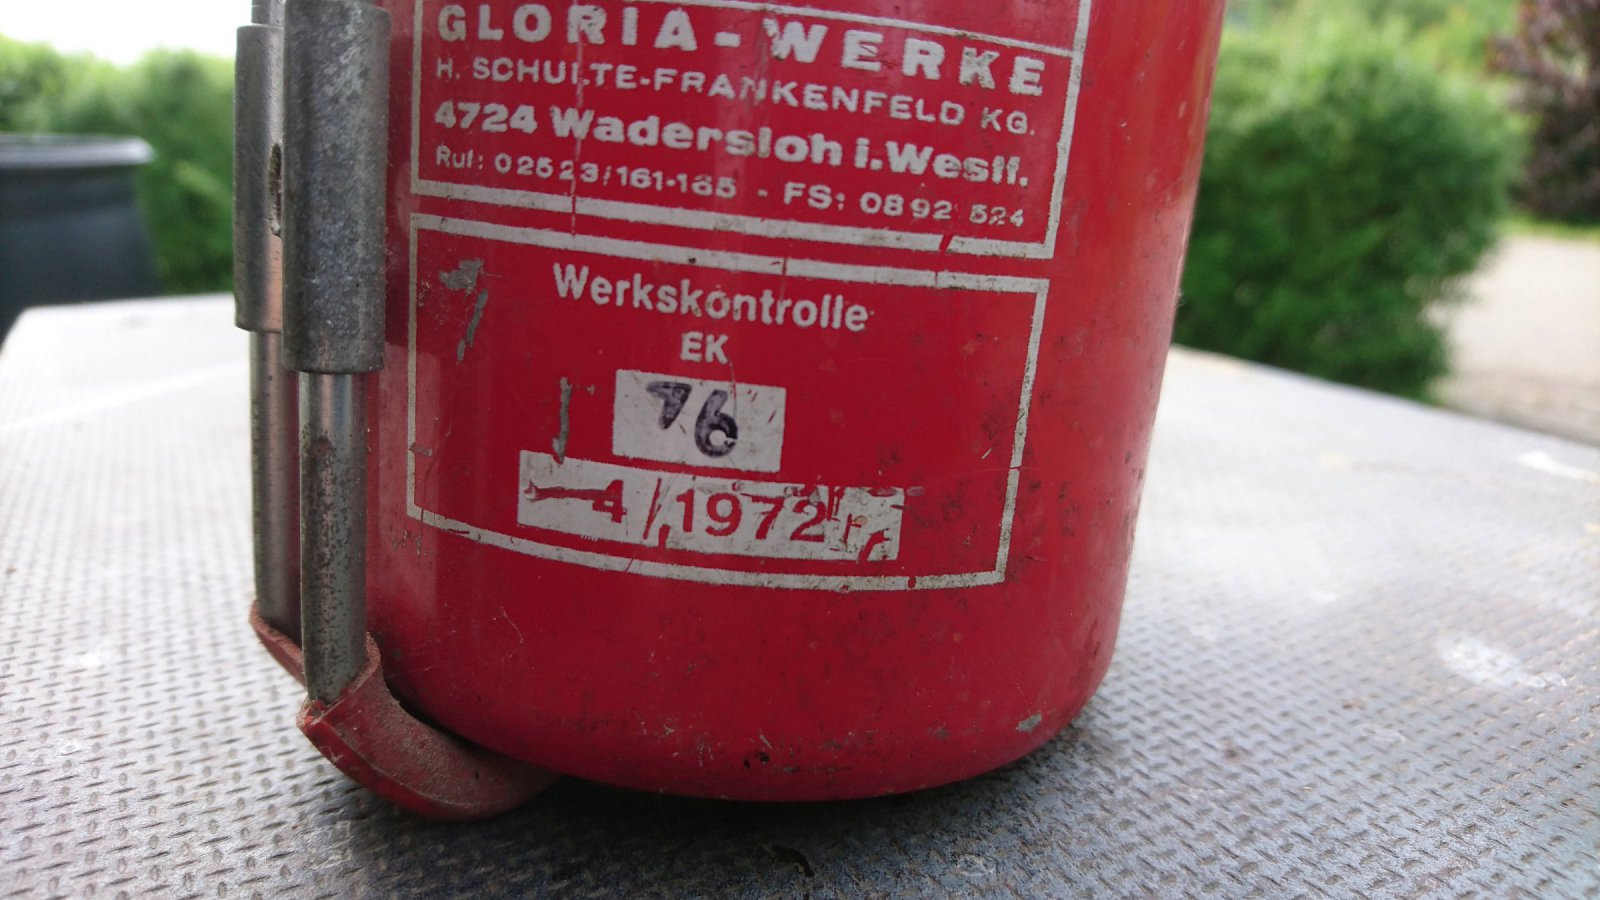 GLORIA-WERKE
H. SCHULTE-FRANKENFELD KG.
4724 Wadersloh i. Westf.
Ruf: 02523/161-165 - FS: 0892 524
Werkskontrolle
EK
76
4/1972